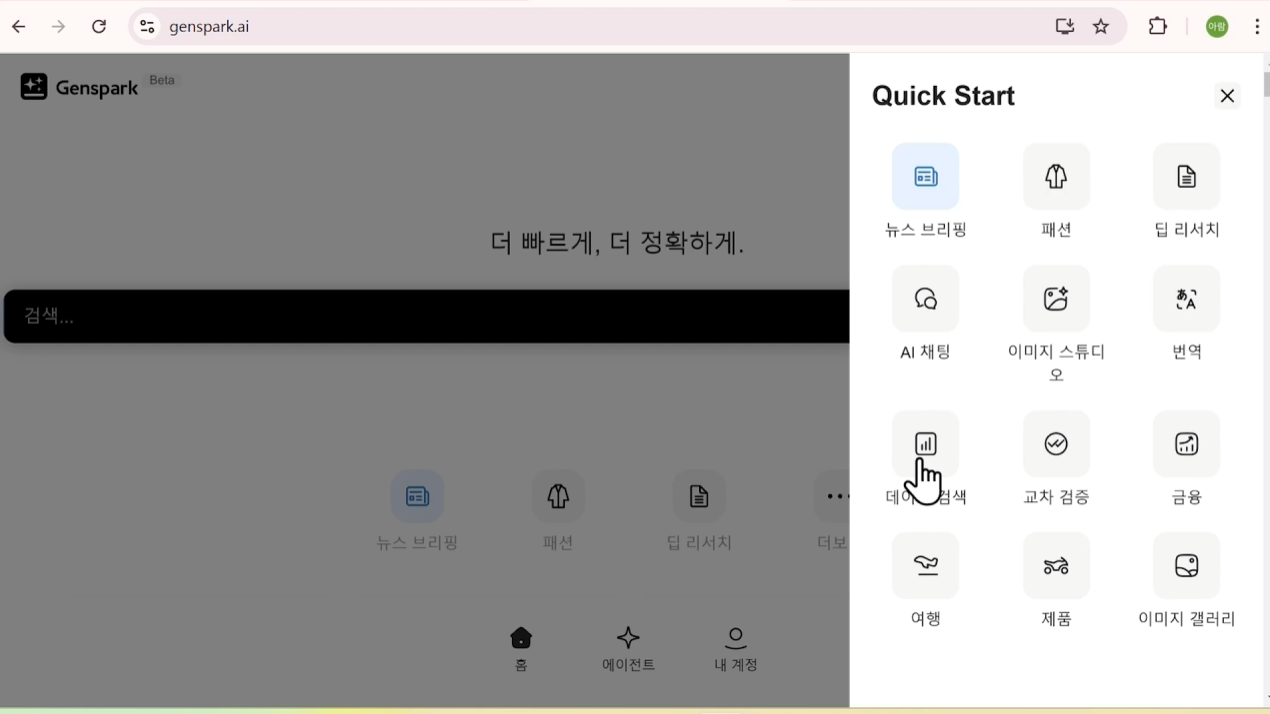 genspark.ai
아람
Genspark
Beta
더 빠르게, 더 정확하게.
검색...
뉴스 브리핑
패션
딥 리서치
더보
홈
에이전트
내 계정
Quick Start
뉴스 브리핑
패션
딥 리서치
AI 채팅
이미지 스튜디
오
번역
검색
교차 검증
금융
여행
제품
이미지 갤러리